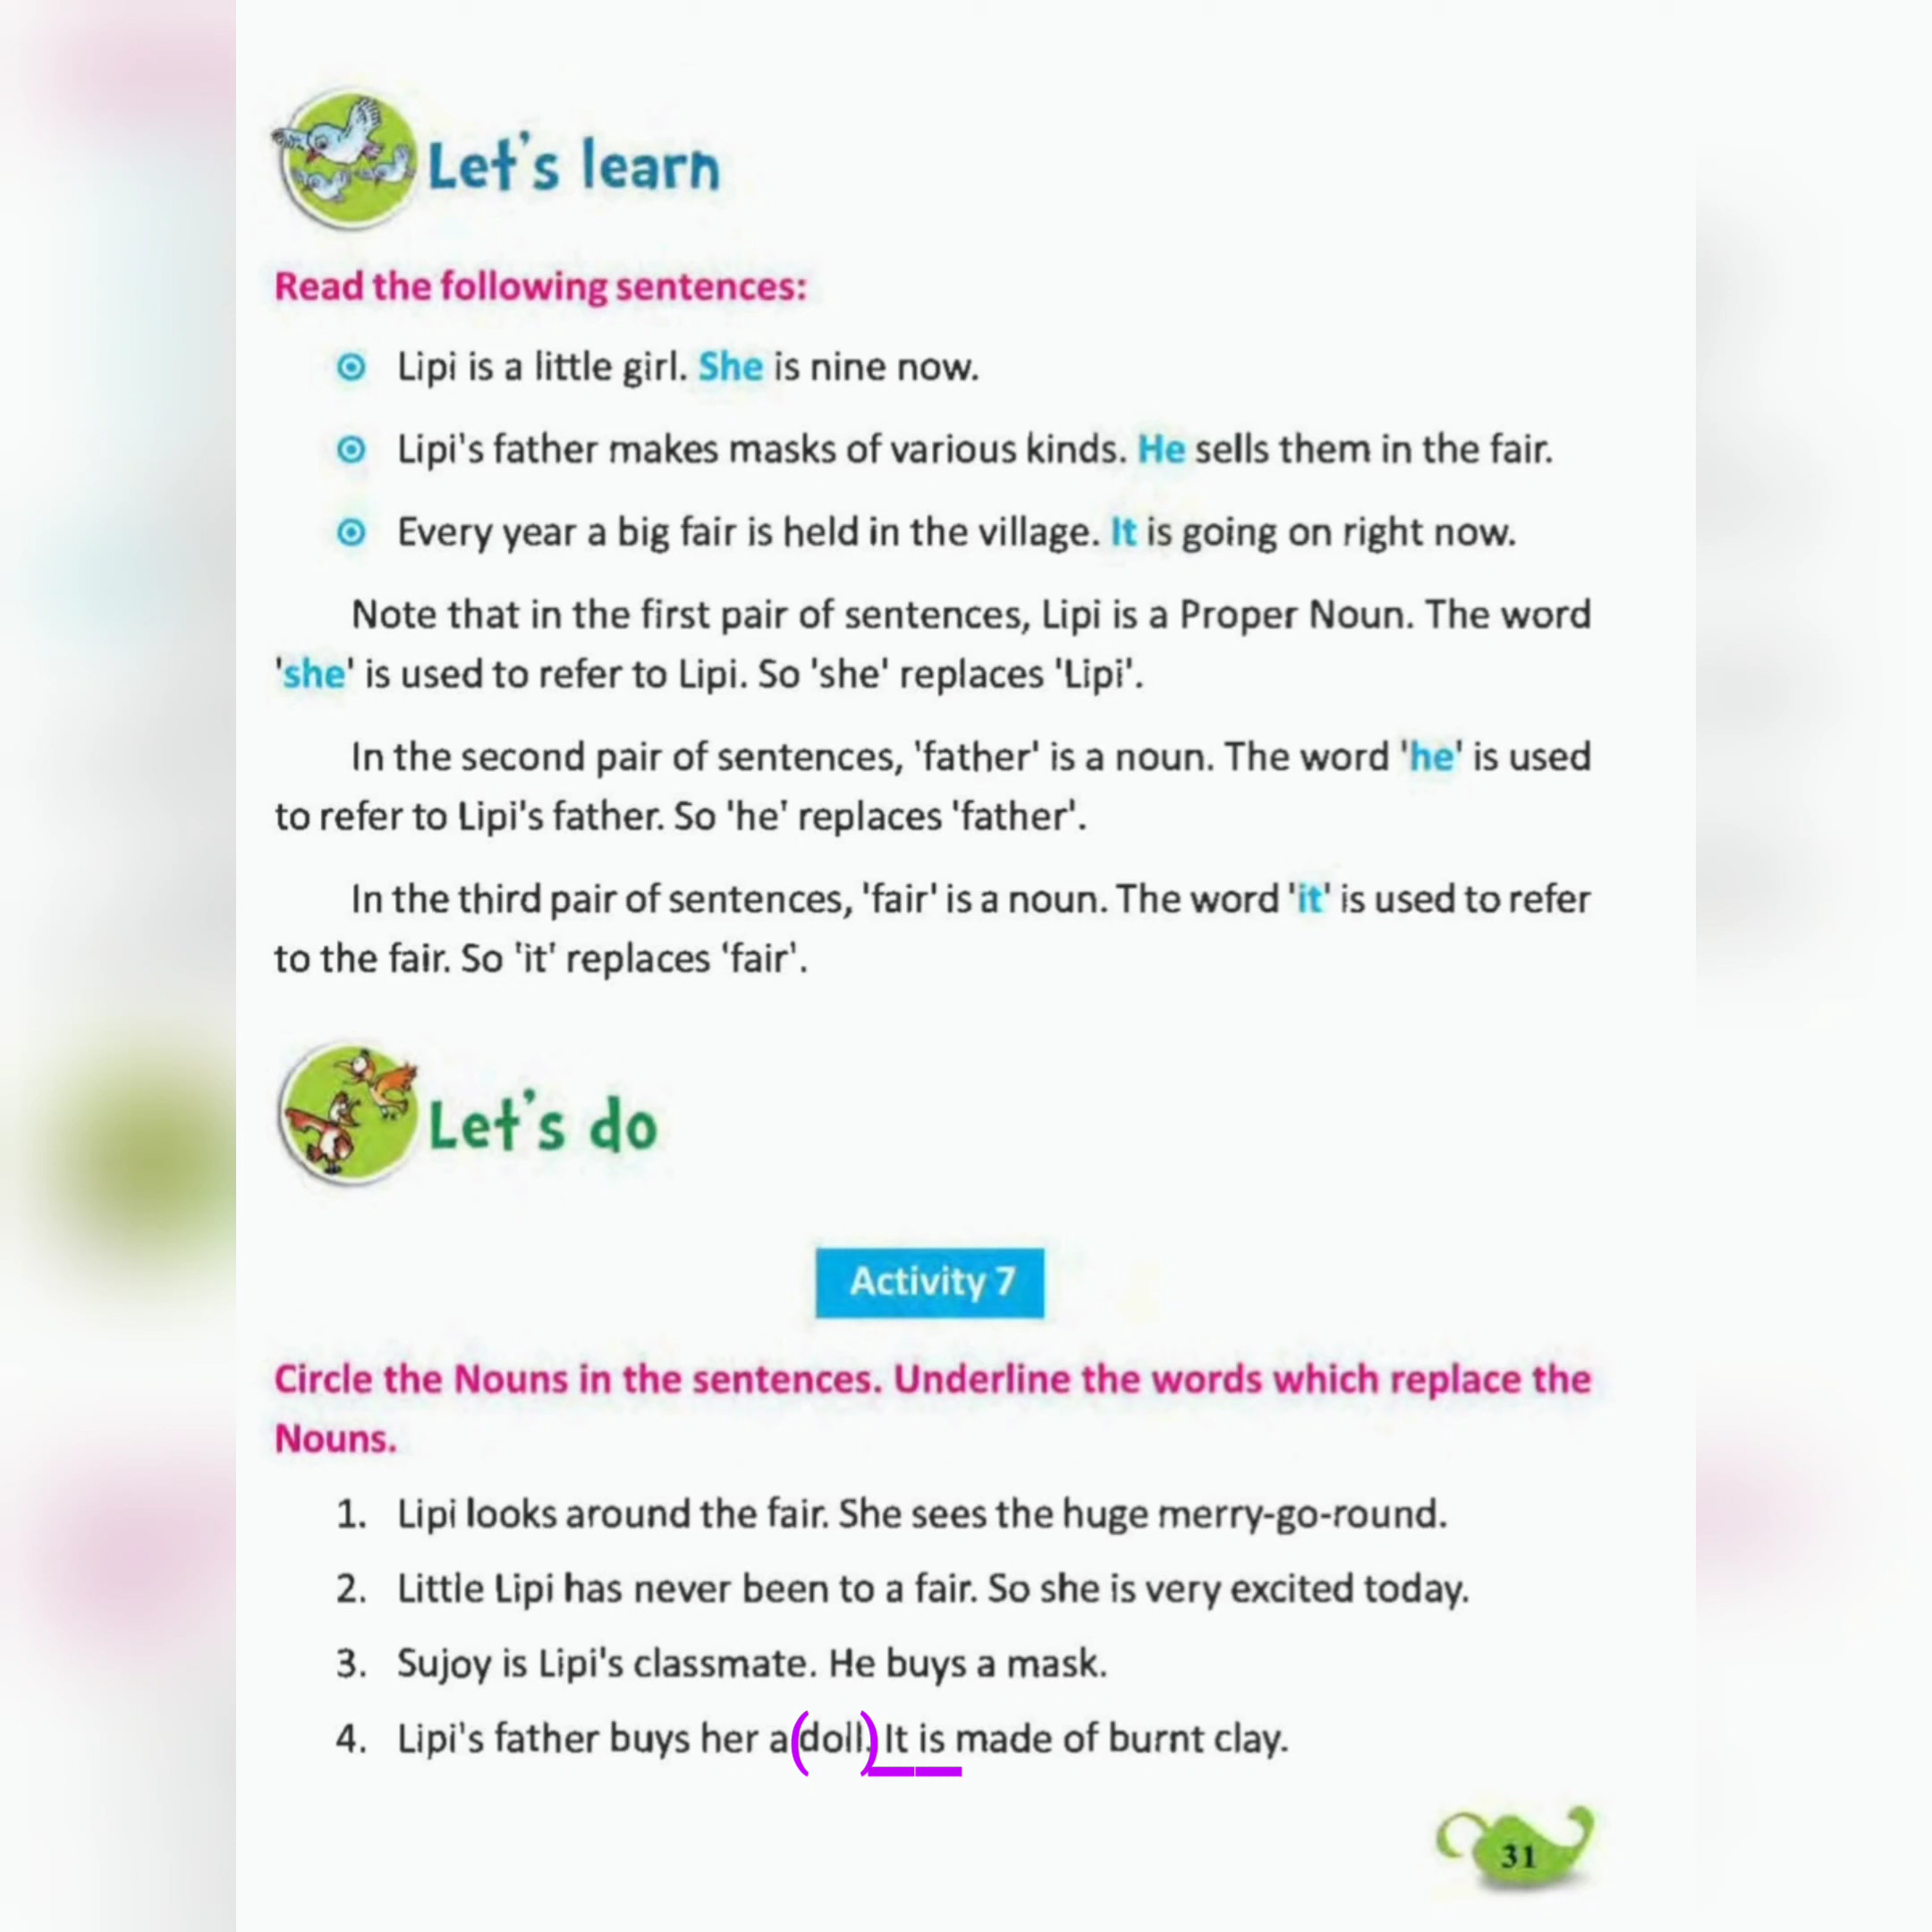 Let's learn
Read the following sentences:
Lipi is a little girl. She is nine now.
Lipi's father makes masks of various kinds. He sells them in the fair.
Every year a big fair is held in the village. It is going on right now.
Note that in the first pair of sentences, Lipi is a Proper Noun. The word
'she' is used to refer to Lipi. So 'she' replaces 'Lipi'.
In the second pair of sentences, 'father' is a noun. The word 'he' is used
to refer to Lipi's father. So 'he' replaces 'father'.
In the third pair of sentences, 'fair' is a noun. The word 'it' is used to refer
to the fair. So 'it' replaces ‘fair'.
Let's do
Activity 7
Circle the Nouns in the sentences. Underline the words which replace the
Nouns.
1. Lipi looks around the fair. She sees the huge merry-go-round.
2. Little Lipi has never been to a fair. So she is very excited today.
3. Sujoy is Lipi's classmate. He buys a mask.
4. Lipi's father buys her a (doll.) It is made of burnt clay.
31